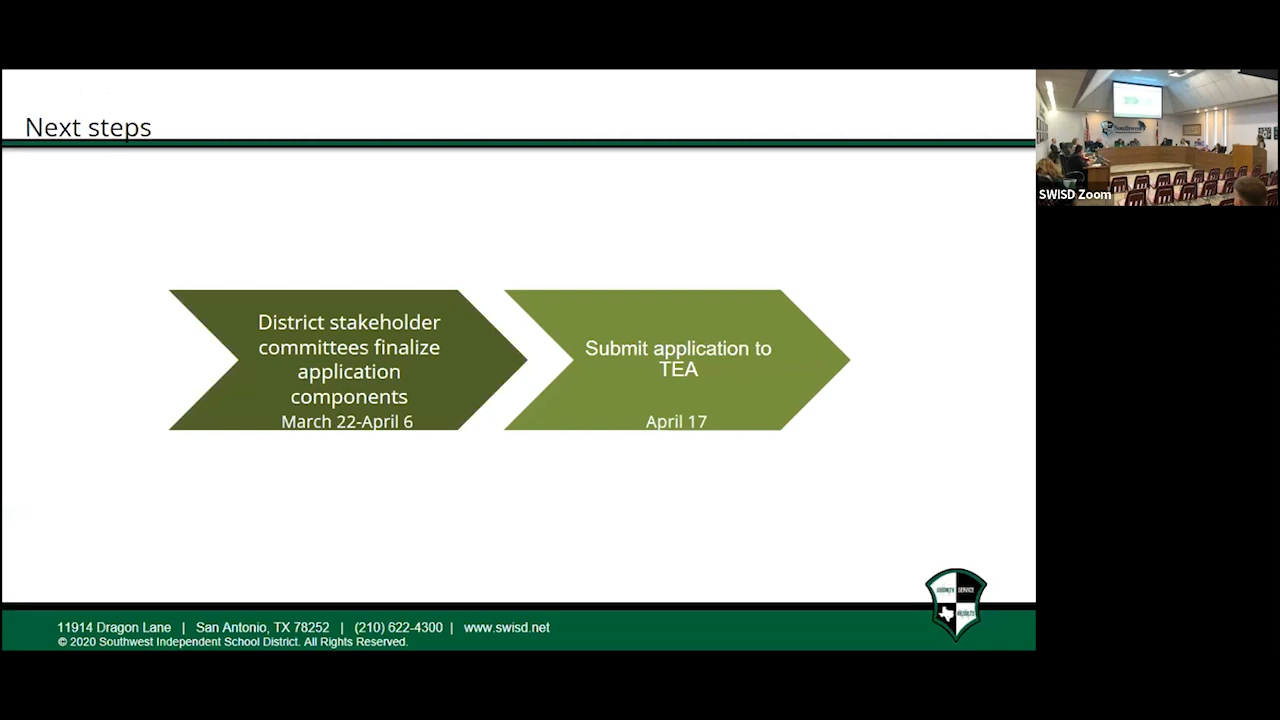 Next steps
District stakeholder
committees finalize
application
components
March 22-April 6
Submit application to
TEA
April 17
SWISD Zoom
Southwest
SERVICE
11914 Dragon Lane | San Antonio, TX 78252 | (210) 622-4300 | www.swisd.net
© 2020 Southwest Independent School District. All Rights Reserved.